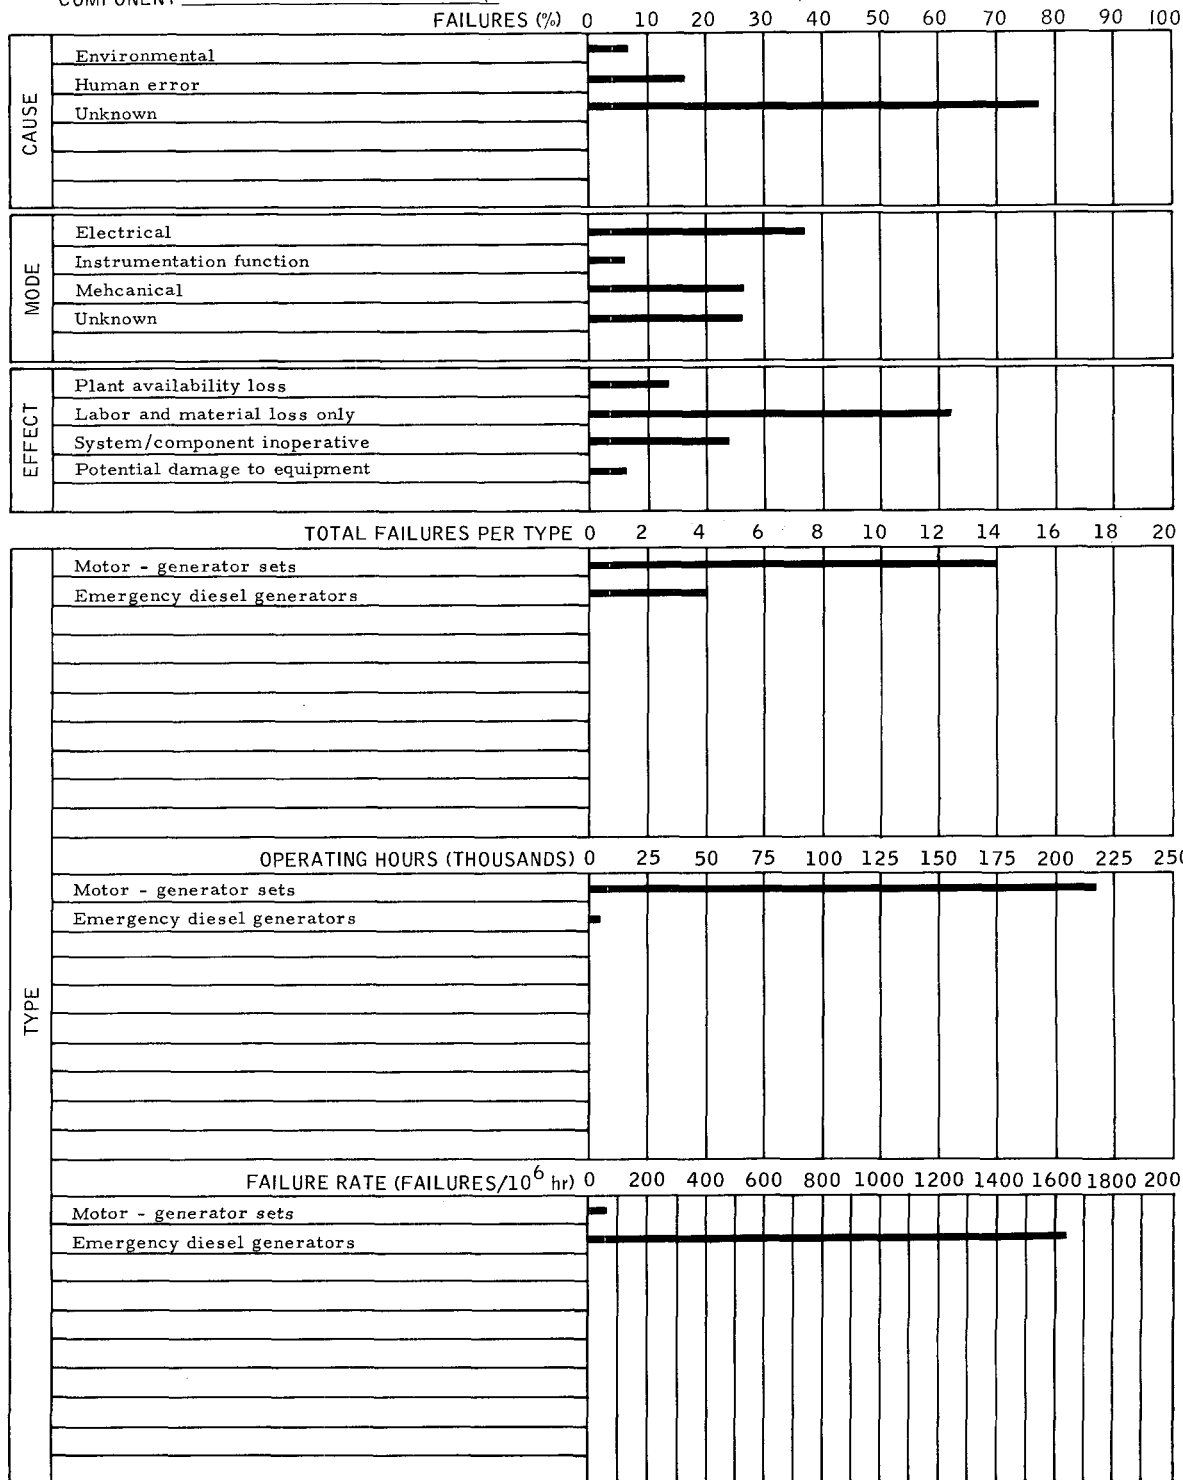 COMPONENT
FAILURES (%) 0 10 20 30 40 50 60 70 80 90 100
CAUSE
Environmental
Human error
Unknown
MODE
Electrical
Instrumentation function
Mehcanical
Unknown
EFFECT
Plant availability loss
Labor and material loss only
System/component inoperative
Potential damage to equipment
TOTAL FAILURES PER TYPE 0 2 4 6 8 10 12 14 16 18 20
TYPE
Motor - generator sets
Emergency diesel generators
OPERATING HOURS (THOUSANDS) 0 25 50 75 100 125 150 175 200 225 250
Motor - generator sets
Emergency diesel generators
FAILURE RATE (FAILURES/10⁶ hr) 0 200 400 600 800 1000 1200 1400 1600 1800 200
Motor - generator sets
Emergency diesel generators